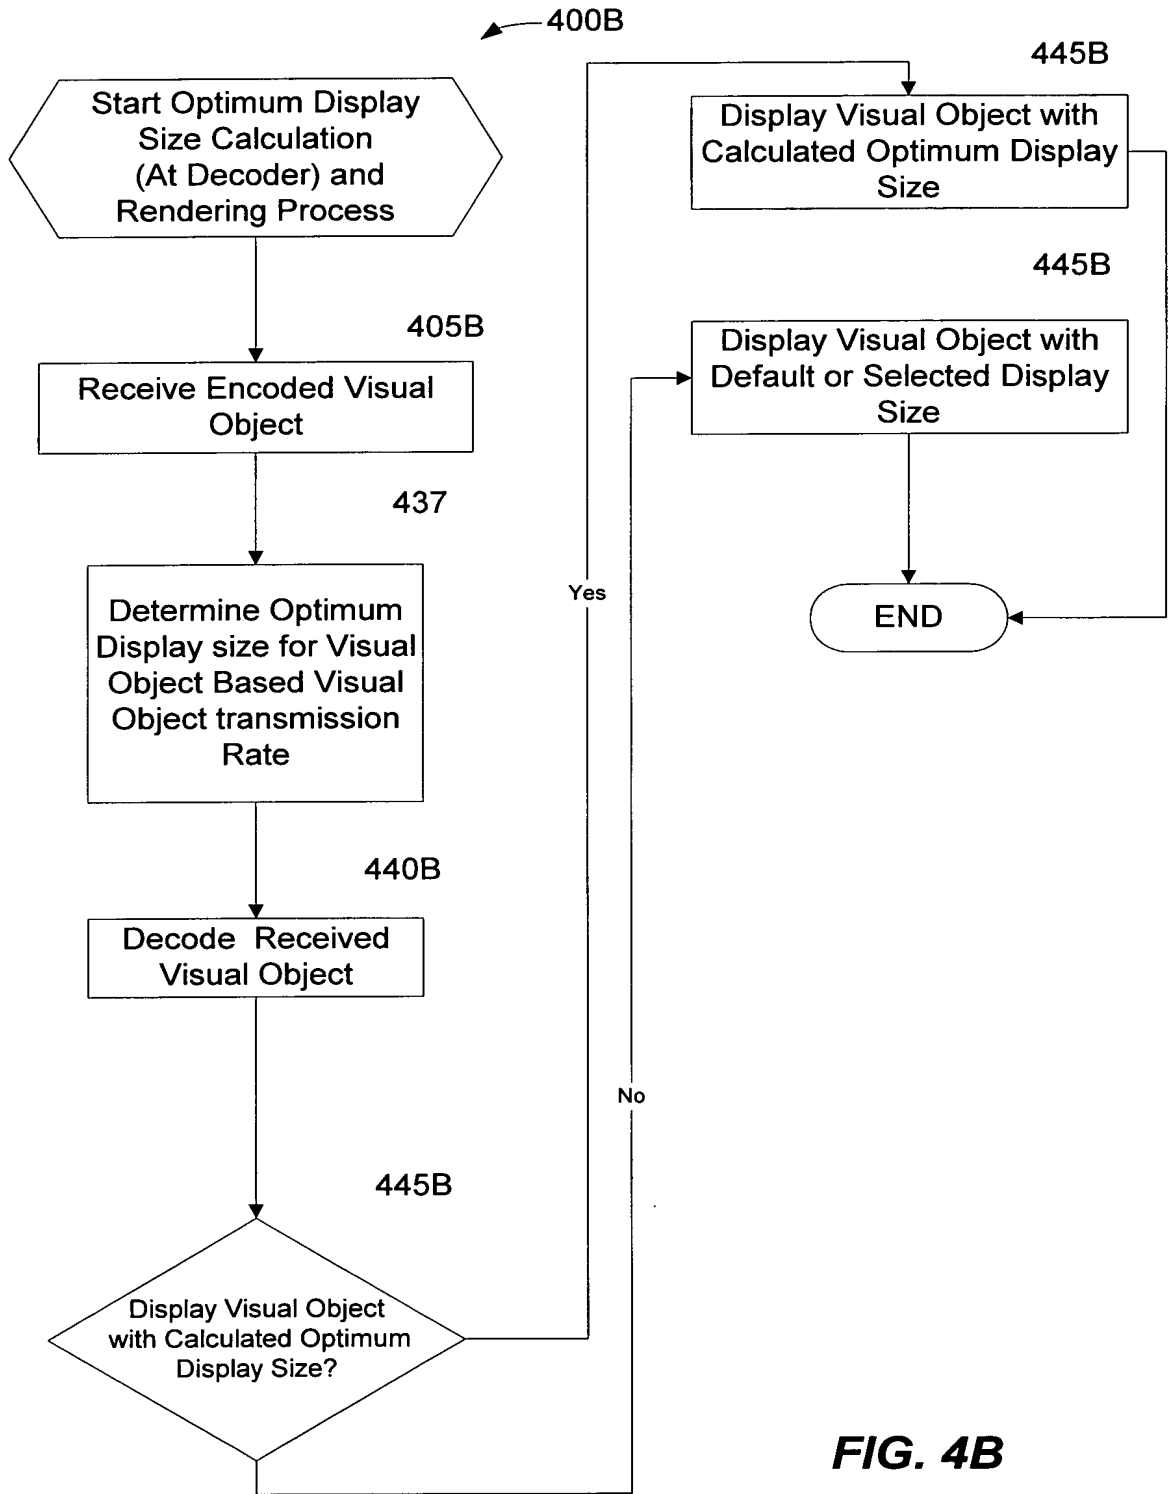 400B
Start Optimum Display
Size Calculation
(At Decoder) and
Rendering Process
405B
Receive Encoded Visual
Object
437
Determine Optimum
Display size for Visual
Object Based Visual
Object transmission
Rate
440B
Decode Received
Visual Object
445B
Display Visual Object
with Calculated Optimum
Display Size?
Yes
No
445B
Display Visual Object with
Calculated Optimum Display
Size
445B
Display Visual Object with
Default or Selected Display
Size
END
FIG. 4B